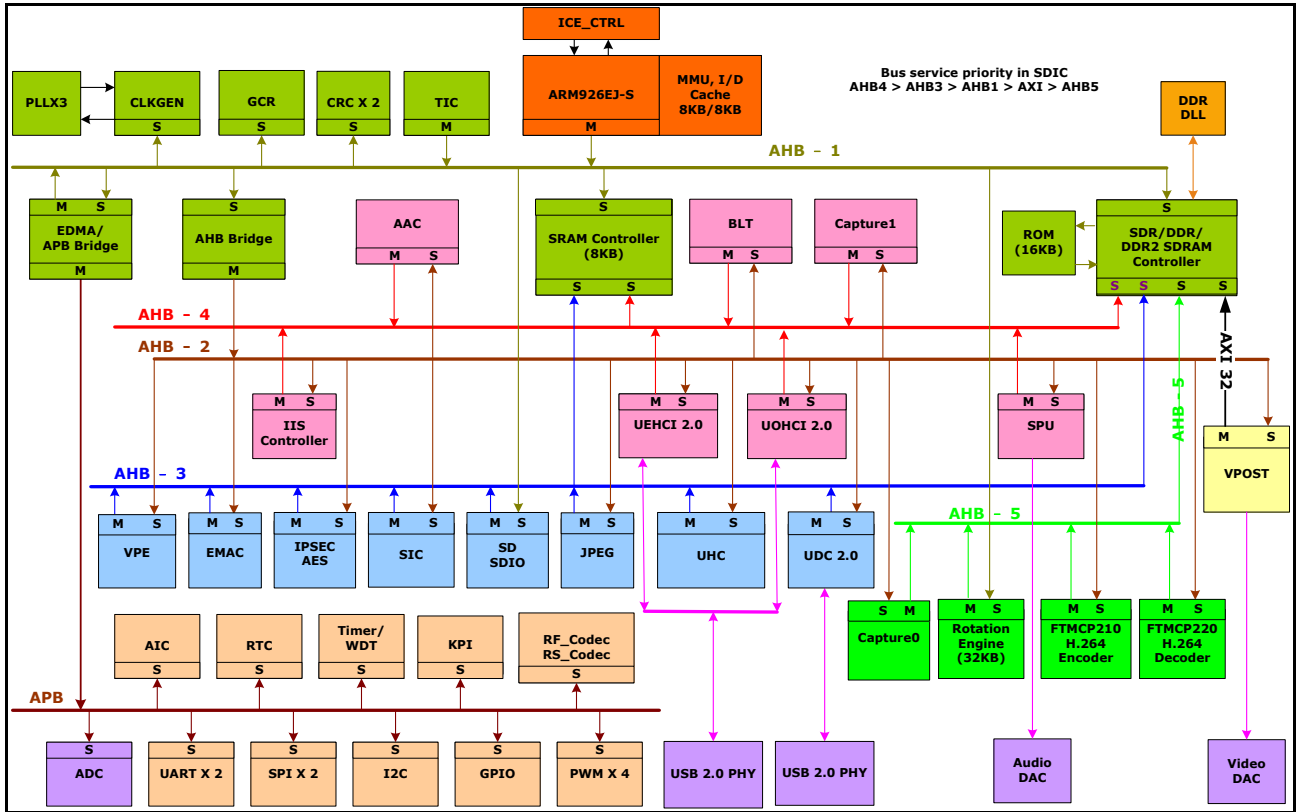 ICE_CTRL
PLLX3
CLKGEN
S
GCR
S
CRC X 2
S
TIC
M
ARM926EJ-S
M
MMU, I/D
Cache
8KB/8KB
Bus service priority in SDIC
AHB4 > AHB3 > AHB1 > AXI > AHB5
DDR
DLL
AHB - 1
M S
EDMA/
APB Bridge
M
S
AHB Bridge
M
AAC
M S
S
SRAM Controller
(8KB)
S S
BLT
M S
Capture1
M S
ROM
(16KB)
S
SDR/DDR/
DDR2 SDRAM
Controller
S S S S
AHB - 4
AHB - 2
AXI 32
AHB - 5
M S
IIS
Controller
M S
UEHCI 2.0
M S
UOHCI 2.0
M S
SPU
M S
VPOST
AHB - 3
AHB - 5
M S
VPE
M S
EMAC
M S
IPSEC
AES
M S
SIC
M S
SD
SDIO
M S
JPEG
M S
UHC
M S
UDC 2.0
S M
Capture0
M S
Rotation
Engine
(32KB)
M S
FTMCP210
H.264
Encoder
M S
FTMCP220
H.264
Decoder
AIC
S
RTC
S
Timer/
WDT
S
KPI
S
RF_Codec
RS_Codec
S
APB
S
ADC
S
UART X 2
S
SPI X 2
S
I2C
S
GPIO
S
PWM X 4
USB 2.0 PHY
USB 2.0 PHY
Audio
DAC
Video
DAC